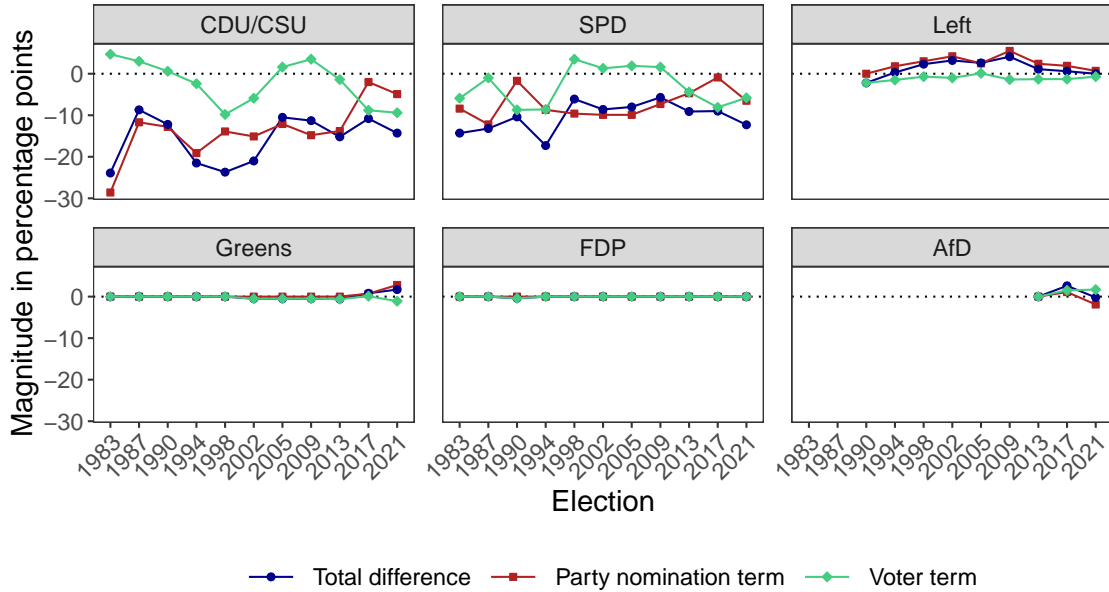 CDU/CSU SPD Left
Magnitude in percentage points
0
−10
−20
−30
Greens FDP AfD
0
−10
−20
−30
1983 1987 1990 1994 1998 2002 2005 2009 2013 2017 2021
1983 1987 1990 1994 1998 2002 2005 2009 2013 2017 2021
1983 1987 1990 1994 1998 2002 2005 2009 2013 2017 2021
Election
Total difference Party nomination term Voter term